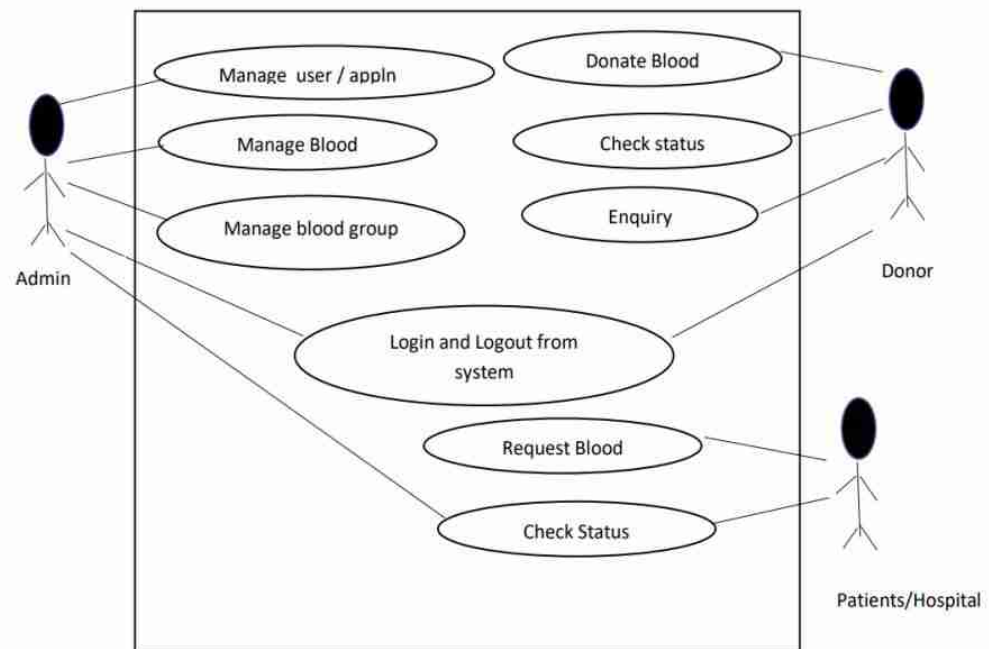 Manage user / appln
Donate Blood
Manage Blood
Check status
Manage blood group
Enquiry
Admin
Donor
Login and Logout from
system
Request Blood
Check Status
Patients/Hospital